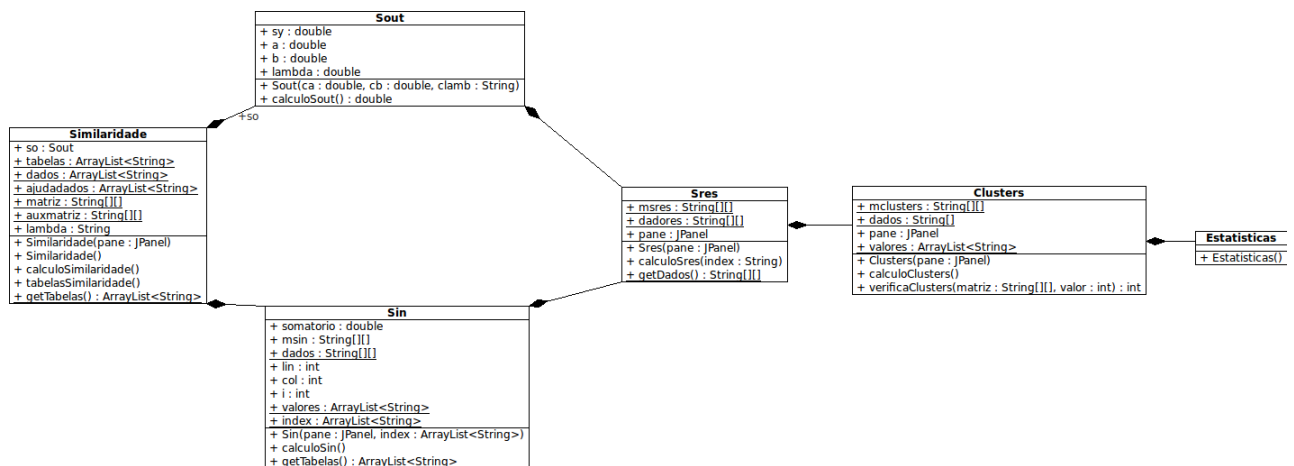 Sout
+ sy : double
+ a : double
+ b : double
+ lambda : double
+ Sout(ca : double, cb : double, clamb : String)
+ calculoSout() : double
+so
Similaridade
+ so : Sout
+ tabelas : ArrayList<String>
+ dados : ArrayList<String>
+ ajudadados : ArrayList<String>
+ matriz : String[][]
+ auxmatriz : String[][]
+ lambda : String
+ Similaridade(pane : JPanel)
+ Similaridade()
+ calculoSimilaridade()
+ tabelasSimilaridade()
+ getTabelas() : ArrayList<String>
Sin
+ somatorio : double
+ msin : String[][]
+ dados : String[][]
+ lin : int
+ col : int
+ i : int
+ valores : ArrayList<String>
+ index : ArrayList<String>
+ Sin(pane : JPanel, index : ArrayList<String>)
+ calculoSin()
+ getTabelas() : ArrayList<String>
Sres
+ msres : String[][]
+ dadores : String[][]
+ pane : JPanel
+ Sres(pane : JPanel)
+ calculoSres(index : String)
+ getDados() : String[][]
Clusters
+ mclusters : String[][]
+ dados : String[]
+ pane : JPanel
+ valores : ArrayList<String>
+ Clusters(pane : JPanel)
+ calculoClusters()
+ verificaClusters(matriz : String[][], valor : int) : int
Estatisticas
+ Estatisticas()